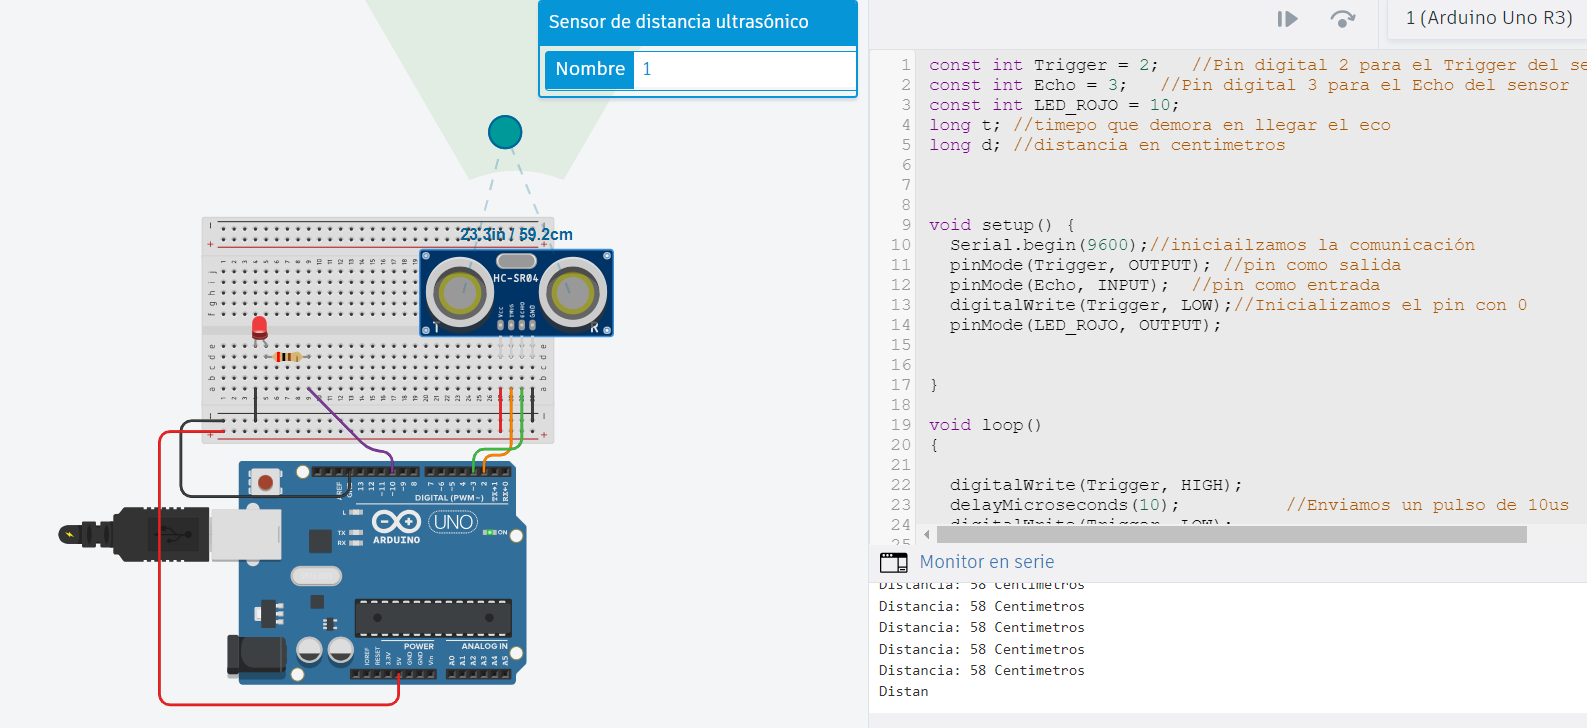 Sensor de distancia ultrasónico
Nombre 1
23.3in / 59.2cm
HC-SR04
VCC
TRIG
ECHO
GND
T
R
AREF
GND
13
12
~11
~10
~9
8
7
~6
~5
4
~3
2
TX→1
RX←0
DIGITAL (PWM~)
L
TX
RX
ARDUINO
UNO
ON
POWER
ANALOG IN
IOREF
RESET
3.3V
5V
GND
GND
Vin
A0
A1
A2
A3
A4
A5
1 (Arduino Uno R3)
1 const int Trigger = 2; //Pin digital 2 para el Trigger del se
2 const int Echo = 3; //Pin digital 3 para el Echo del sensor
3 const int LED_ROJO = 10;
4 long t; //timepo que demora en llegar el eco
5 long d; //distancia en centimetros
6
7
8
9 void setup() {
10 Serial.begin(9600);//iniciailzamos la comunicación
11 pinMode(Trigger, OUTPUT); //pin como salida
12 pinMode(Echo, INPUT); //pin como entrada
13 digitalWrite(Trigger, LOW);//Inicializamos el pin con 0
14 pinMode(LED_ROJO, OUTPUT);
15
16
17 }
18
19 void loop()
20 {
21
22 digitalWrite(Trigger, HIGH);
23 delayMicroseconds(10); //Enviamos un pulso de 10us
24 digitalWrite(Trigger, LOW);
25
Monitor en serie
Distancia: 58 Centimetros
Distancia: 58 Centimetros
Distancia: 58 Centimetros
Distancia: 58 Centimetros
Distancia: 58 Centimetros
Distan